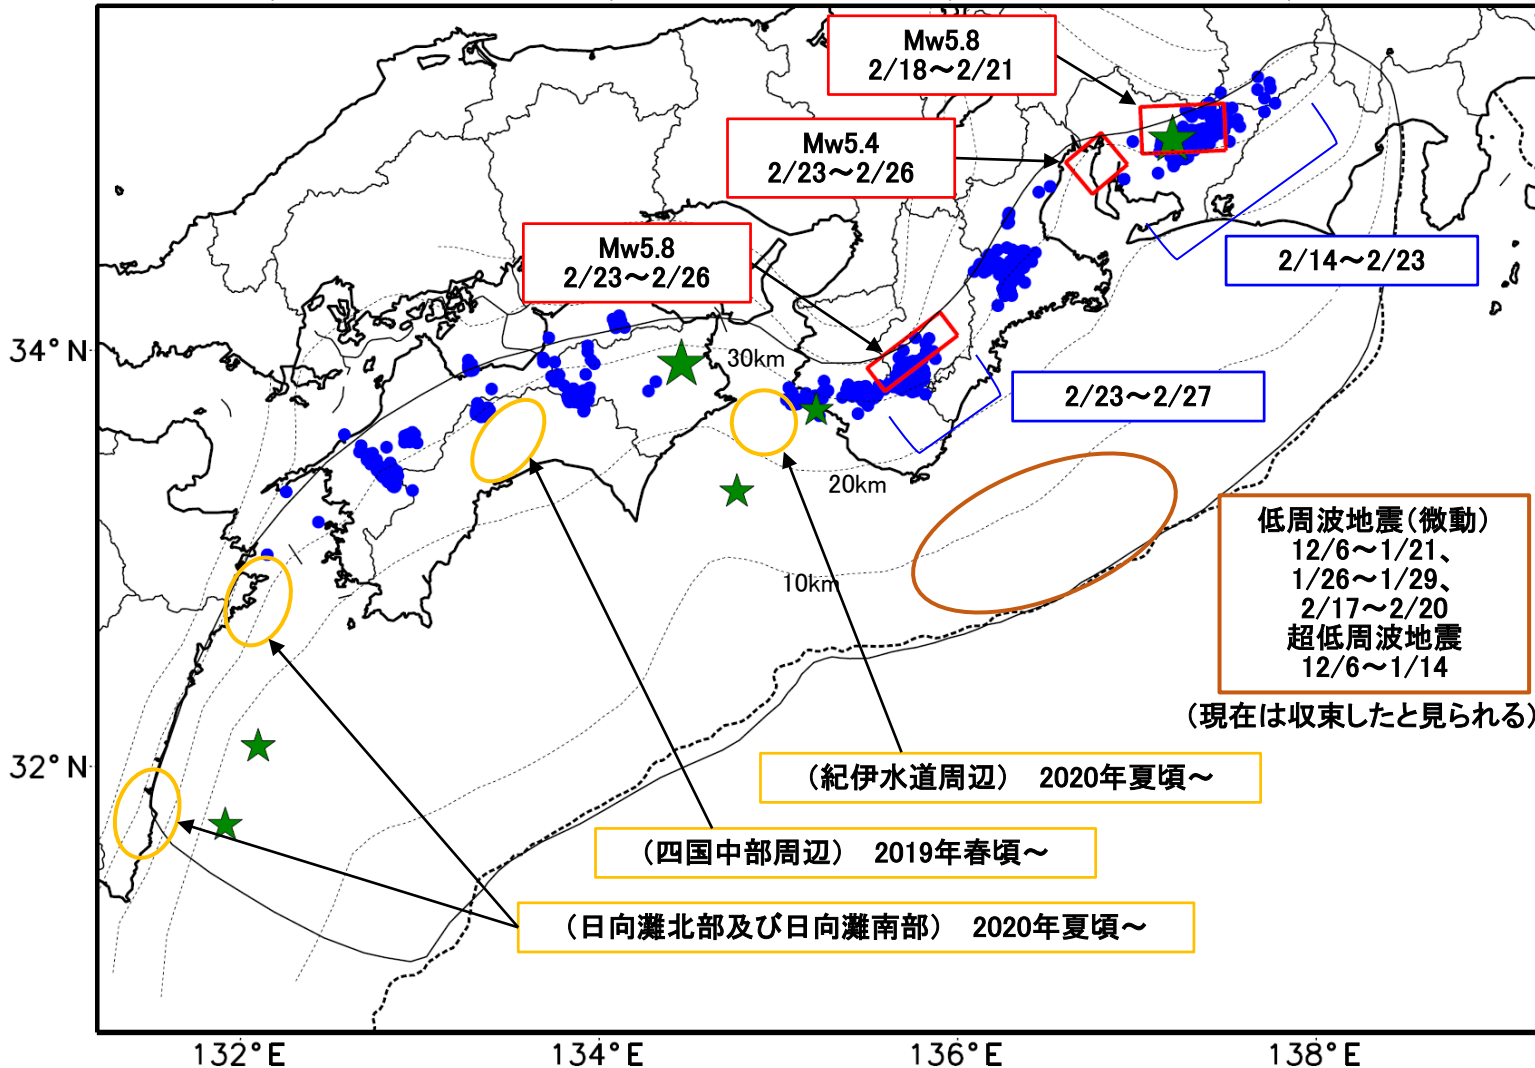 Mw5.8
2/18～2/21
Mw5.4
2/23～2/26
Mw5.8
2/23～2/26
2/14～2/23
2/23～2/27
34°N
30km
20km
10km
低周波地震(微動)
12/6～1/21、
1/26～1/29、
2/17～2/20
超低周波地震
12/6～1/14
(現在は収束したと見られる)
32°N
(紀伊水道周辺) 2020年夏頃～
(四国中部周辺) 2019年春頃～
(日向灘北部及び日向灘南部) 2020年夏頃～
132°E
134°E
136°E
138°E